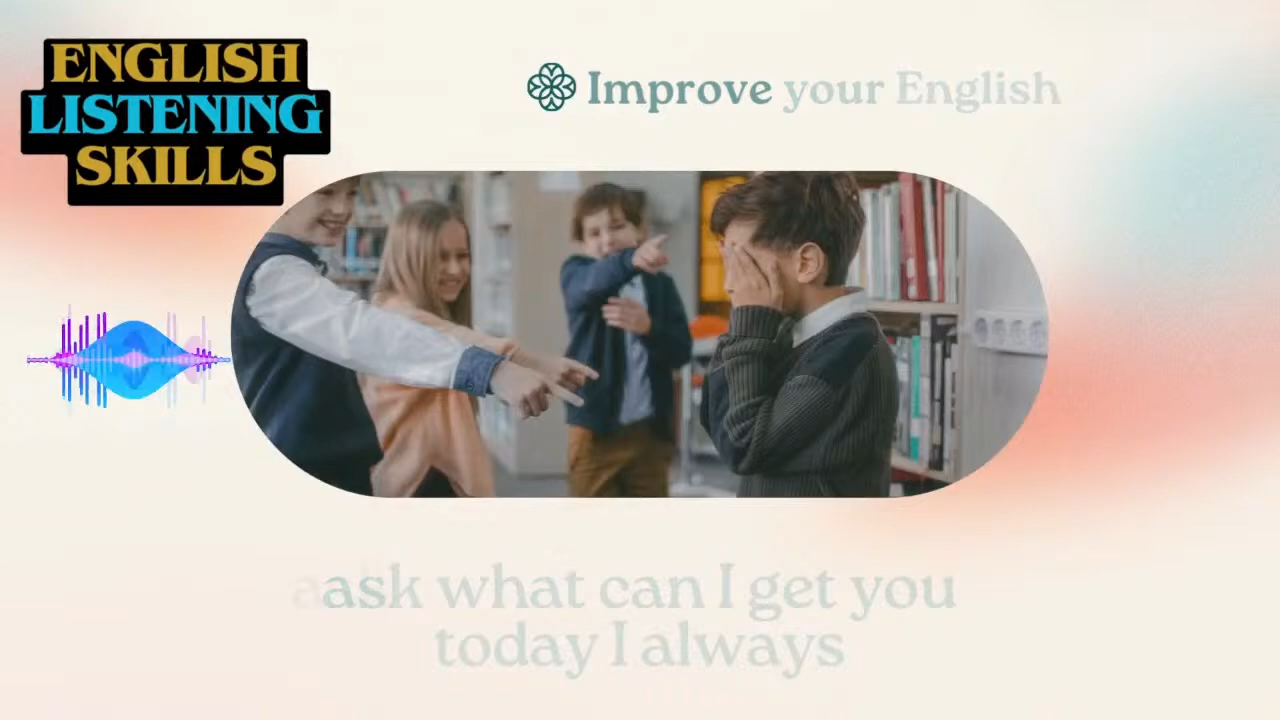 ENGLISH
LISTENING
SKILLS
Improve your English
ask what can I get you
today I always